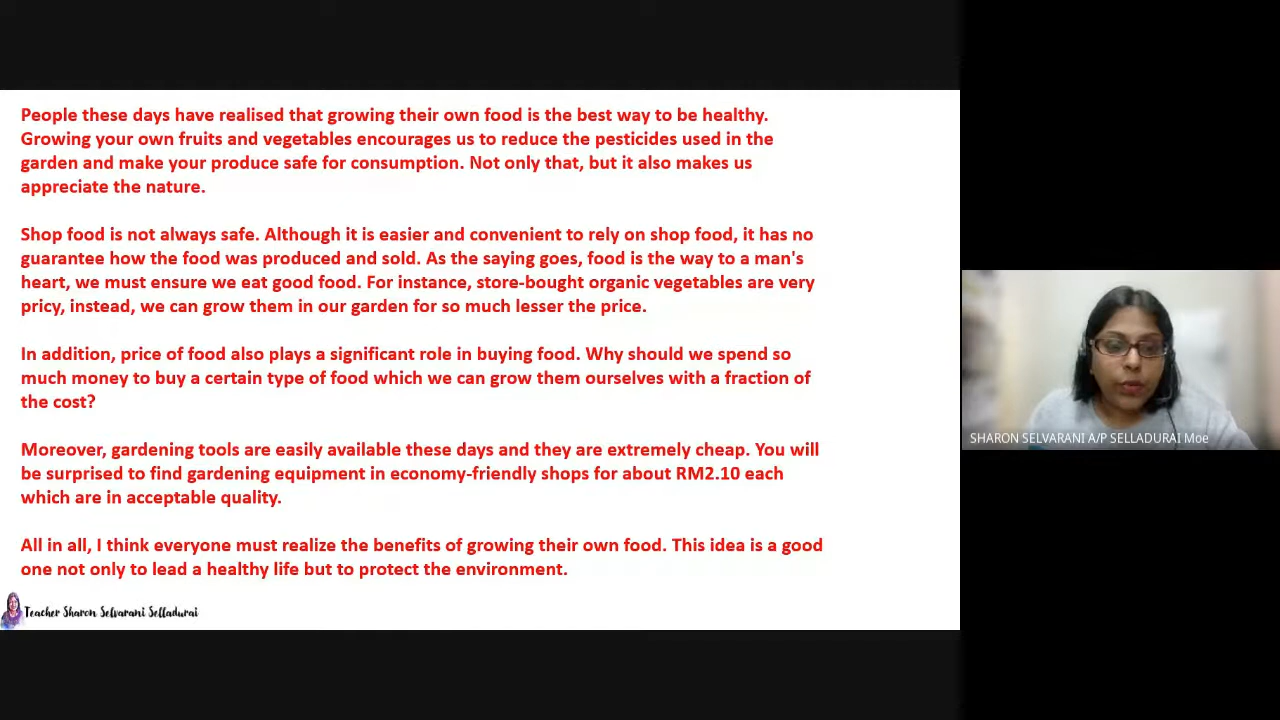 People these days have realised that growing their own food is the best way to be healthy.
Growing your own fruits and vegetables encourages us to reduce the pesticides used in the
garden and make your produce safe for consumption. Not only that, but it also makes us
appreciate the nature.
Shop food is not always safe. Although it is easier and convenient to rely on shop food, it has no
guarantee how the food was produced and sold. As the saying goes, food is the way to a man's
heart, we must ensure we eat good food. For instance, store-bought organic vegetables are very
pricy, instead, we can grow them in our garden for so much lesser the price.
In addition, price of food also plays a significant role in buying food. Why should we spend so
much money to buy a certain type of food which we can grow them ourselves with a fraction of
the cost?
Moreover, gardening tools are easily available these days and they are extremely cheap. You will
be surprised to find gardening equipment in economy-friendly shops for about RM2.10 each
which are in acceptable quality.
All in all, I think everyone must realize the benefits of growing their own food. This idea is a good
one not only to lead a healthy life but to protect the environment.
Teacher Sharon Selvarani Selladurai
SHARON SELVARANI A/P SELLADURAI Moe